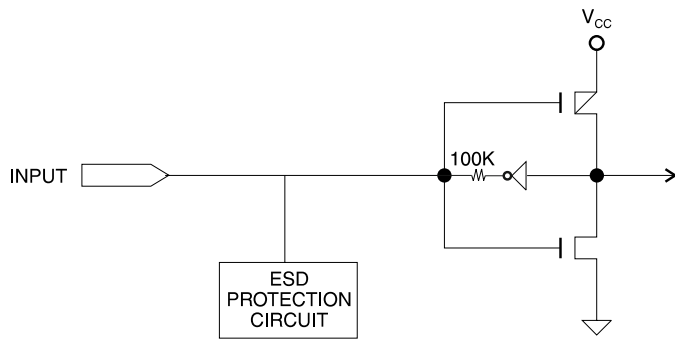 V_CC
100K
INPUT
ESD
PROTECTION
CIRCUIT